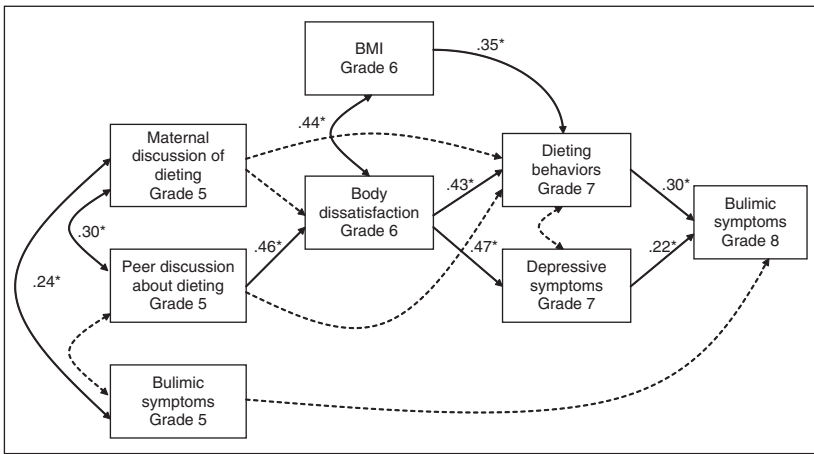 BMI
Grade 6
.35*
.44*
Maternal
discussion of
dieting
Grade 5
Dieting
behaviors
Grade 7
Body
dissatisfaction
Grade 6
.43*
.30*
Bulimic
symptoms
Grade 8
.30*
.46*
.47*
.22*
Peer discussion
about dieting
Grade 5
Depressive
symptoms
Grade 7
.24*
Bulimic
symptoms
Grade 5